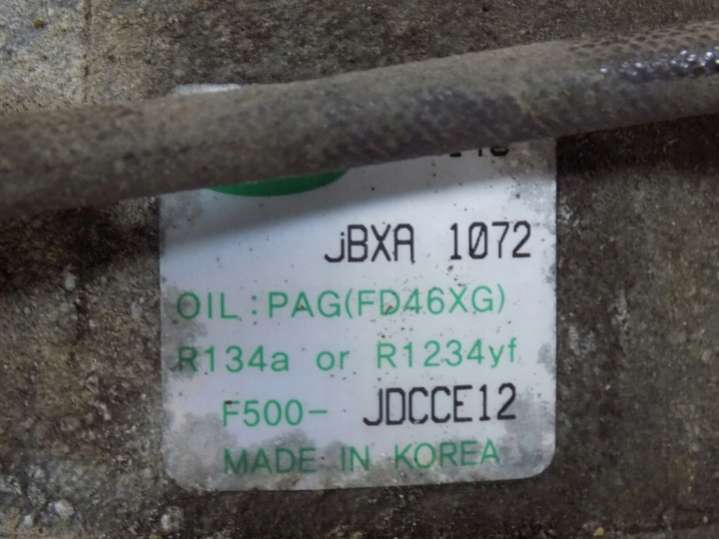 jBXA 1072
OIL : PAG(FD46XG)
R134a or R1234yf
F500- JDCCE12
MADE IN KOREA